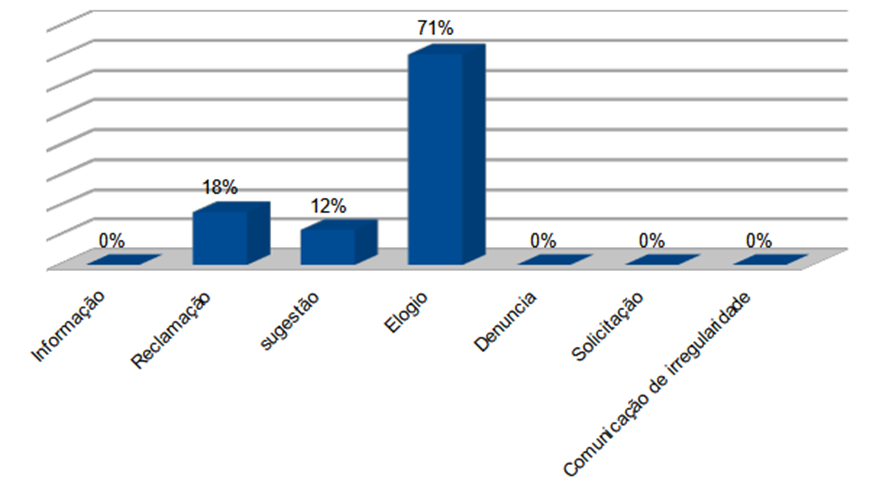 71%
18%
12%
0%
0%
0%
0%
Informação
Reclamação
sugestão
Elogio
Denuncia
Solicitação
Comunicação de irregularidade